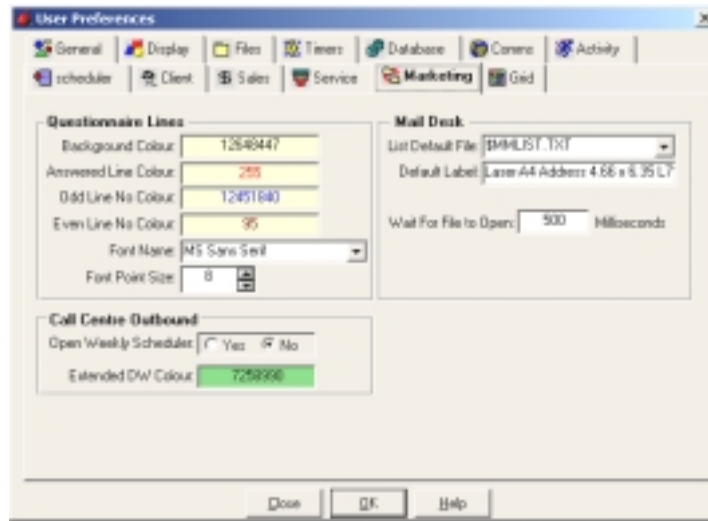 User Preferences
General Display Files Timers Database Comms Activity
scheduler Client Sales Service Marketing Grid
Questionnaire Lines
Background Colour: 12648447
Answered Line Colour: 255
Odd Line No Colour: 12451840
Even Line No Colour: 95
Font Name: MS Sans Serif
Font Point Size: 8
Mail Desk
List Default File: $MMLIST.TXT
Default Label: Laser A4 Address 4.66 x 6.35 L7
Wait For File to Open: 500 Milliseconds
Call Centre Outbound
Open Weekly Scheduler: Yes No
Extended DW Colour: 7258990
Close OK Help